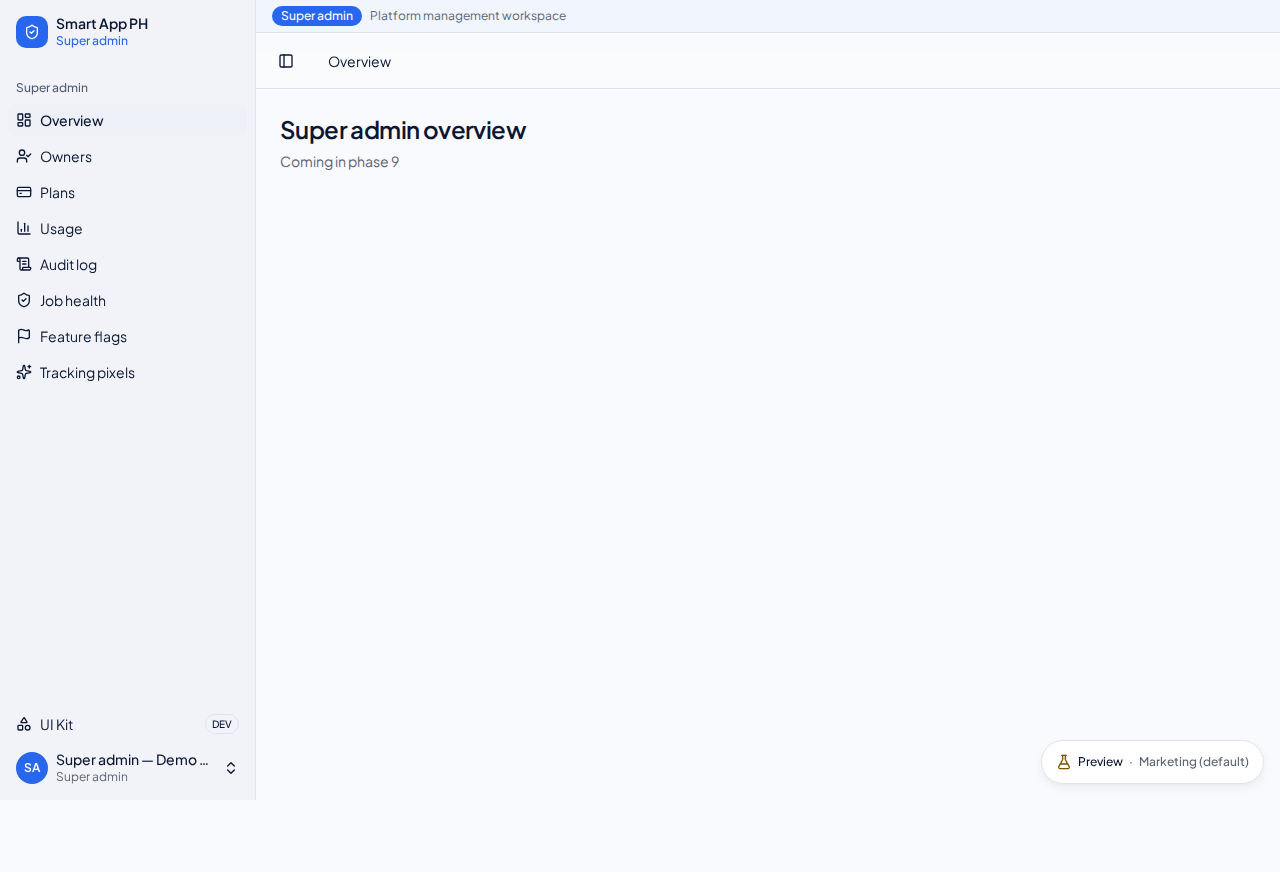 Smart App PH
Super admin
Super admin
Overview
Owners
Plans
Usage
Audit log
Job health
Feature flags
Tracking pixels
UI Kit DEV
SA Super admin — Demo ...
Super admin
Super admin Platform management workspace
Overview
Super admin overview
Coming in phase 9
Preview · Marketing (default)